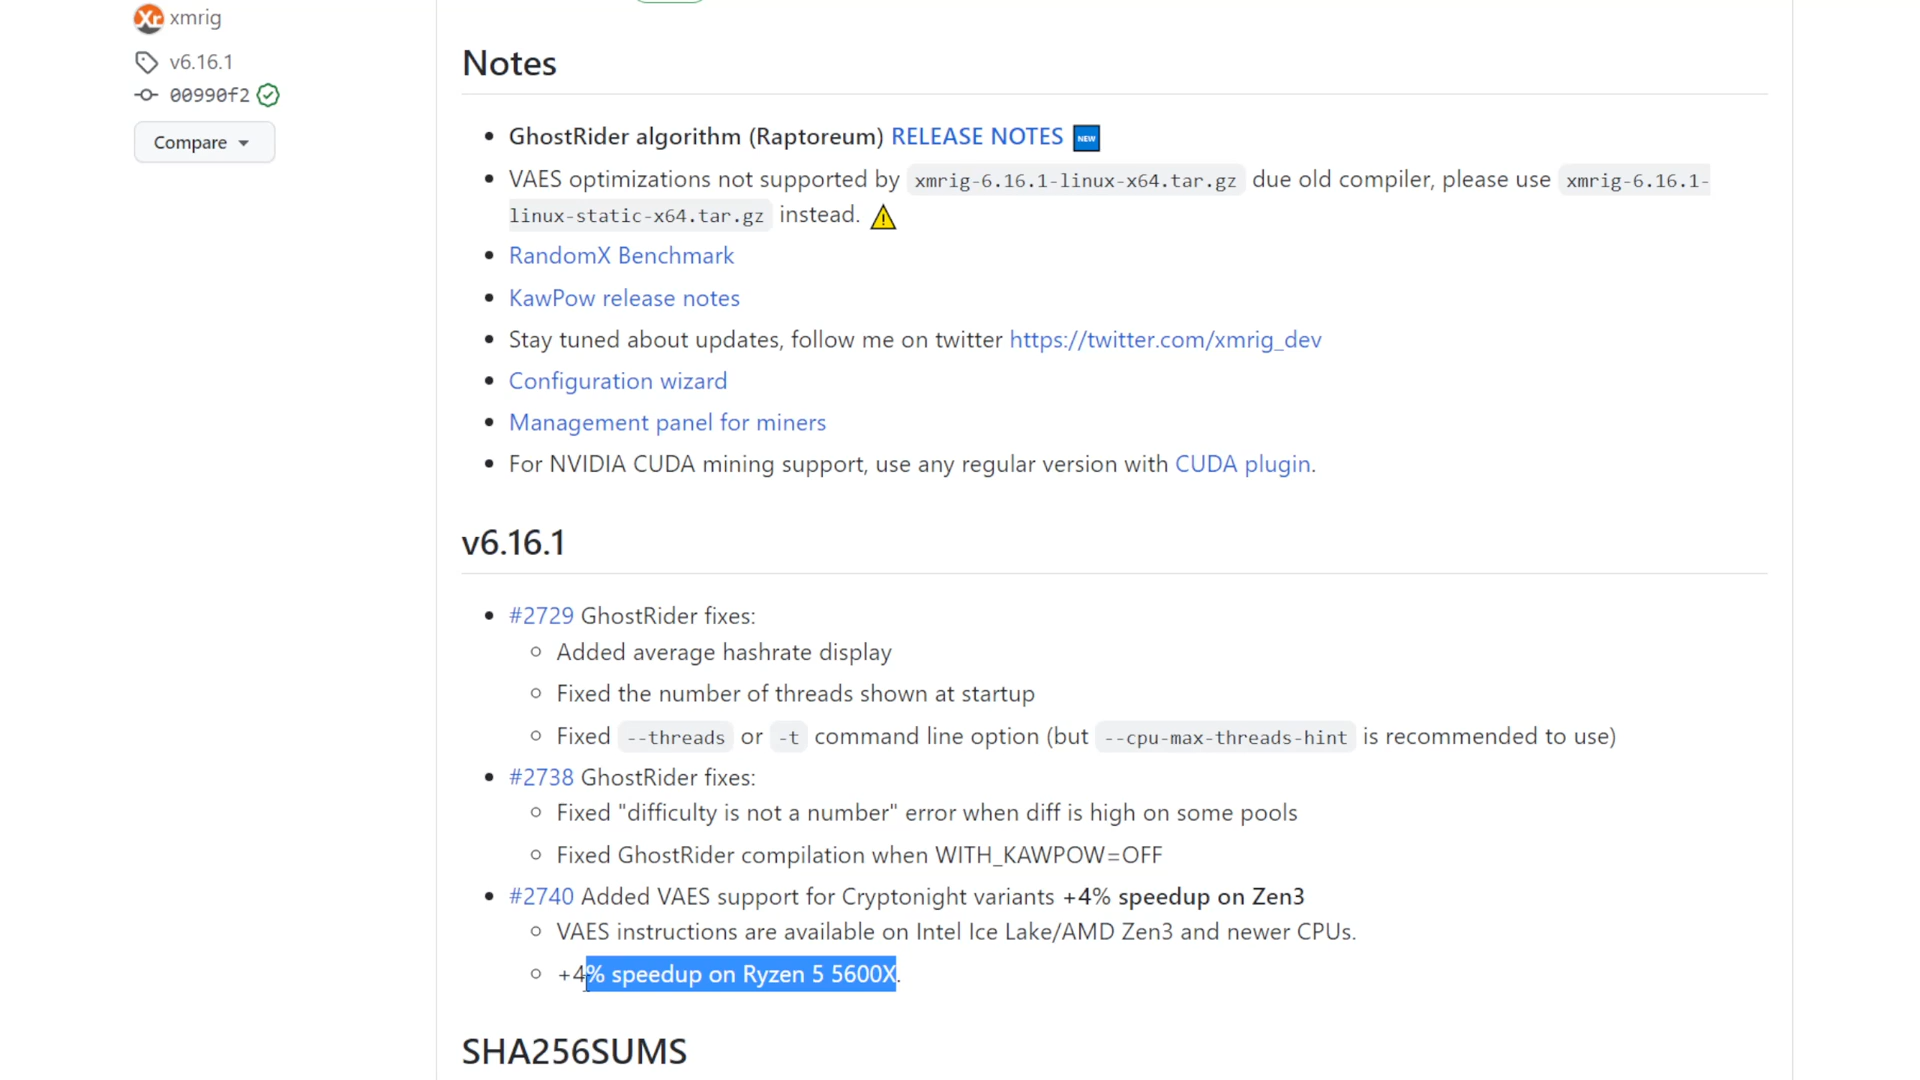 xmrig
v6.16.1
00990f2
Compare
Notes
GhostRider algorithm (Raptoreum) RELEASE NOTES NEW
VAES optimizations not supported by xmrig-6.16.1-linux-x64.tar.gz due old compiler, please use xmrig-6.16.1-
linux-static-x64.tar.gz instead.
RandomX Benchmark
KawPow release notes
Stay tuned about updates, follow me on twitter https://twitter.com/xmrig_dev
Configuration wizard
Management panel for miners
For NVIDIA CUDA mining support, use any regular version with CUDA plugin.
v6.16.1
#2729 GhostRider fixes:
Added average hashrate display
Fixed the number of threads shown at startup
Fixed --threads or -t command line option (but --cpu-max-threads-hint is recommended to use)
#2738 GhostRider fixes:
Fixed "difficulty is not a number" error when diff is high on some pools
Fixed GhostRider compilation when WITH_KAWPOW=OFF
#2740 Added VAES support for Cryptonight variants +4% speedup on Zen3
VAES instructions are available on Intel Ice Lake/AMD Zen3 and newer CPUs.
+4% speedup on Ryzen 5 5600X.
SHA256SUMS